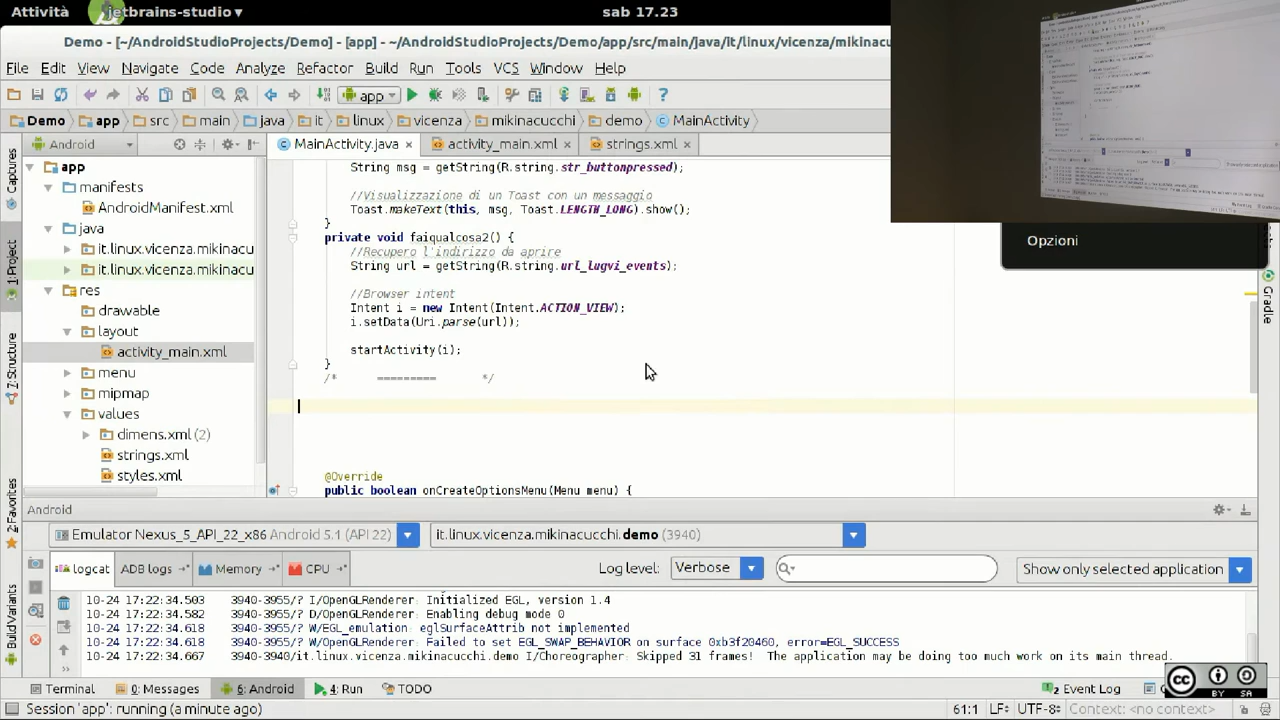 Attività
jetbrains-studio ▾
sab 17.23
Demo - [~/AndroidStudioProjects/Demo] - [app] - ~/AndroidStudioProjects/Demo/app/src/main/java/it/linux/vicenza/mikinacu
File Edit View Navigate Code Analyze Refactor Build Run Tools VCS Window Help
app
Demo app src main java it linux vicenza mikinacucchi demo MainActivity
Android
MainActivity.j activity_main.xml × strings.xml
app
manifests
AndroidManifest.xml
java
it.linux.vicenza.mikinacu
it.linux.vicenza.mikinacu
res
drawable
layout
activity_main.xml
menu
mipmap
values
dimens.xml (2)
strings.xml
styles.xml
Captures
1: Project
7: Structure
2: Favorites
Build Variants
String msg = getString(R.string.str_buttonpressed);
sualizzazione di un Toast con un messaggio
Toast.makeText(this, msg, Toast.LENGTH_LONG).show();
}
private void faiqualcosa2() {
//Recupero l'indirizzo da aprire
String url = getString(R.string.url_lugvi_events);
//Browser intent
Intent i = new Intent(Intent.ACTION_VIEW);
i.setData(Uri.parse(url));
startActivity(i);
}
/* ========= */
@Override
public boolean onCreateOptionsMenu(Menu menu) {
Opzioni
Gradle
Android
Emulator Nexus_5_API_22_x86 Android 5.1 (API 22)
it.linux.vicenza.mikinacucchi.demo (3940)
logcat ADB logs Memory CPU
Log level: Verbose
Show only selected application
10-24 17:22:34.503 3940-3955/? I/OpenGLRenderer: Initialized EGL, version 1.4
10-24 17:22:34.582 3940-3955/? D/OpenGLRenderer: Enabling debug mode 0
10-24 17:22:34.618 3940-3955/? W/EGL_emulation: eglSurfaceAttrib not implemented
10-24 17:22:34.618 3940-3955/? W/OpenGLRenderer: Failed to set EGL_SWAP_BEHAVIOR on surface 0xb3f20460, error=EGL_SUCCESS
10-24 17:22:34.667 3940-3940/it.linux.vicenza.mikinacucchi.demo I/Choreographer: Skipped 31 frames! The application may be doing too much work on its main thread.
Terminal 0: Messages 6: Android 4: Run TODO
2 Event Log
Session 'app': running (a minute ago)
61:1 LF÷ UTF-8÷ Context: <no context>
cc BY SA